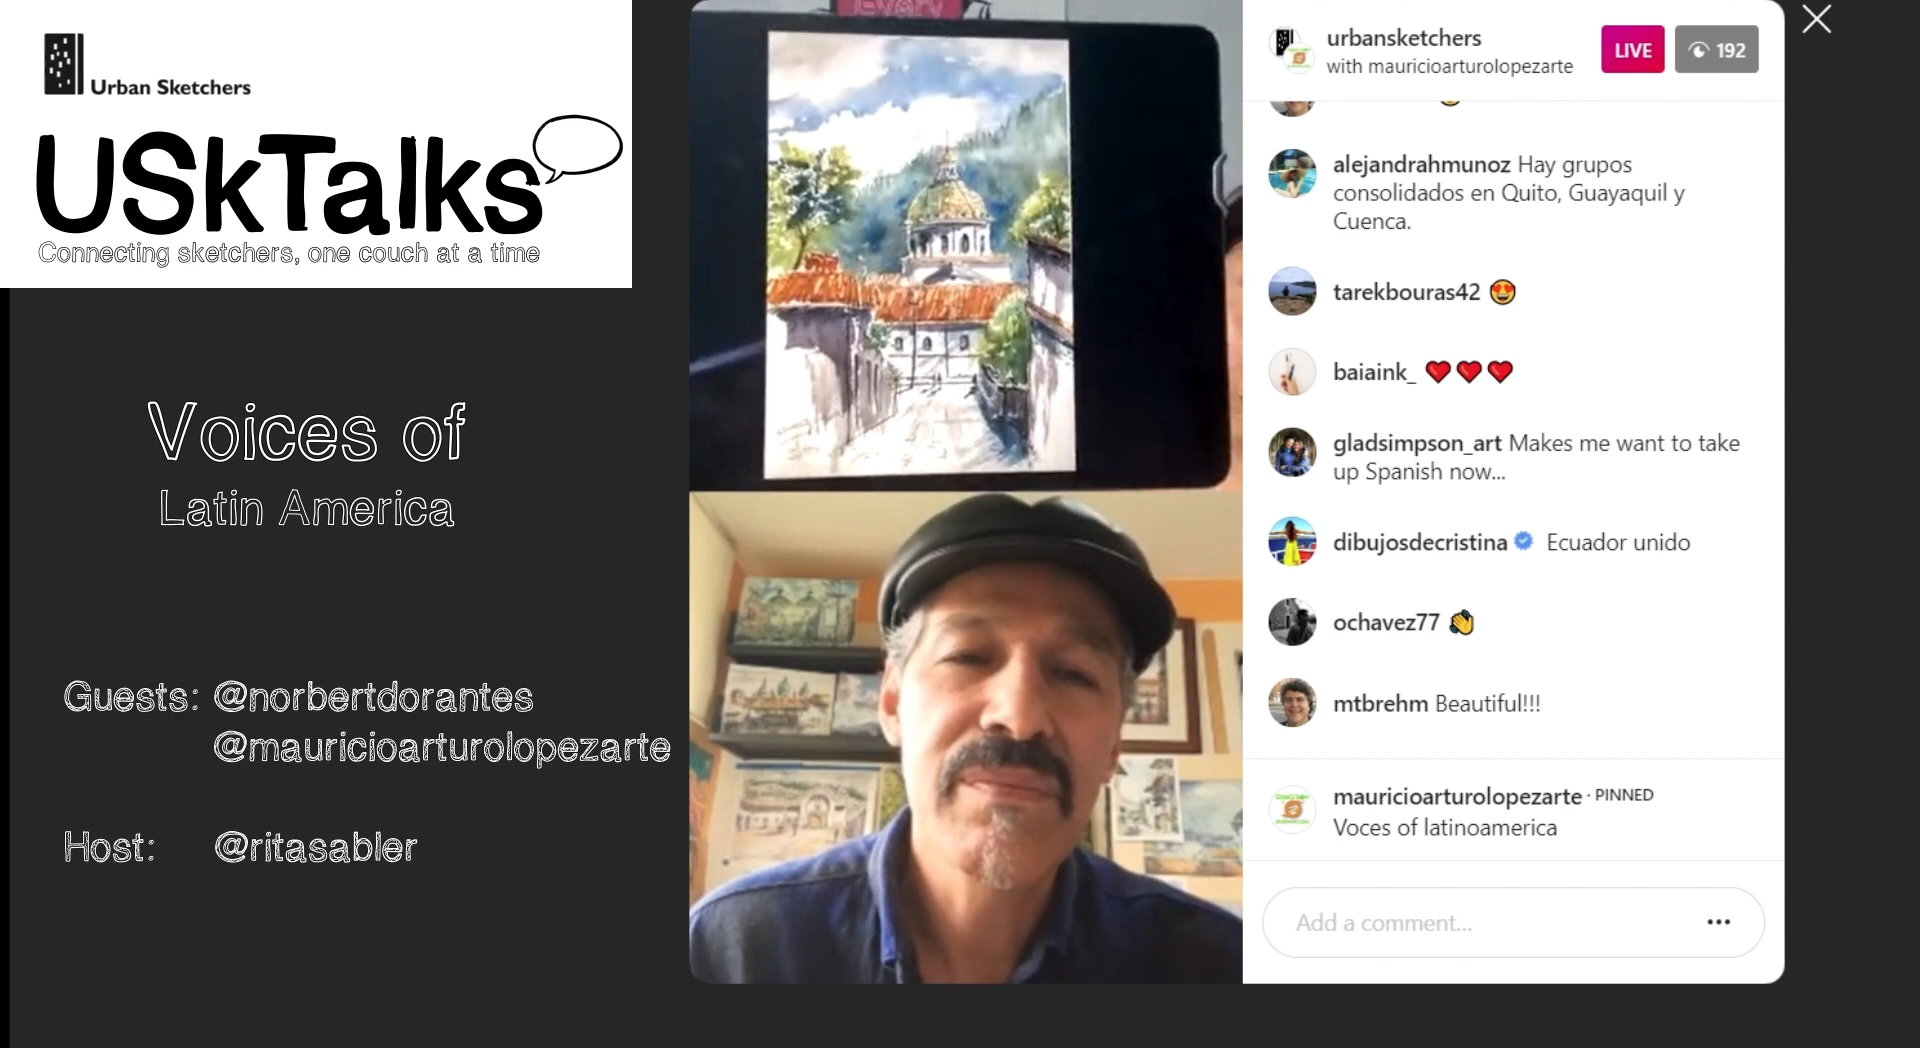 Urban Sketchers
USkTalks
Connecting sketchers, one couch at a time
Voices of
Latin America
Guests: @norbertdorantes
@mauricioarturolopezarte
Host: @ritasabler
Every
urbansketchers
with mauricioarturolopezarte
LIVE
192
alejandrahmunoz Hay grupos
consolidados en Quito, Guayaquil y
Cuenca.
tarekbouras42 😍
baiaink_ ❤️❤️❤️
gladsimpson_art Makes me want to take
up Spanish now...
dibujosdecristina Ecuador unido
ochavez77 👏
mtbrehm Beautiful!!!
mauricioarturolopezarte · PINNED
Voces of latinoamerica
Add a comment...